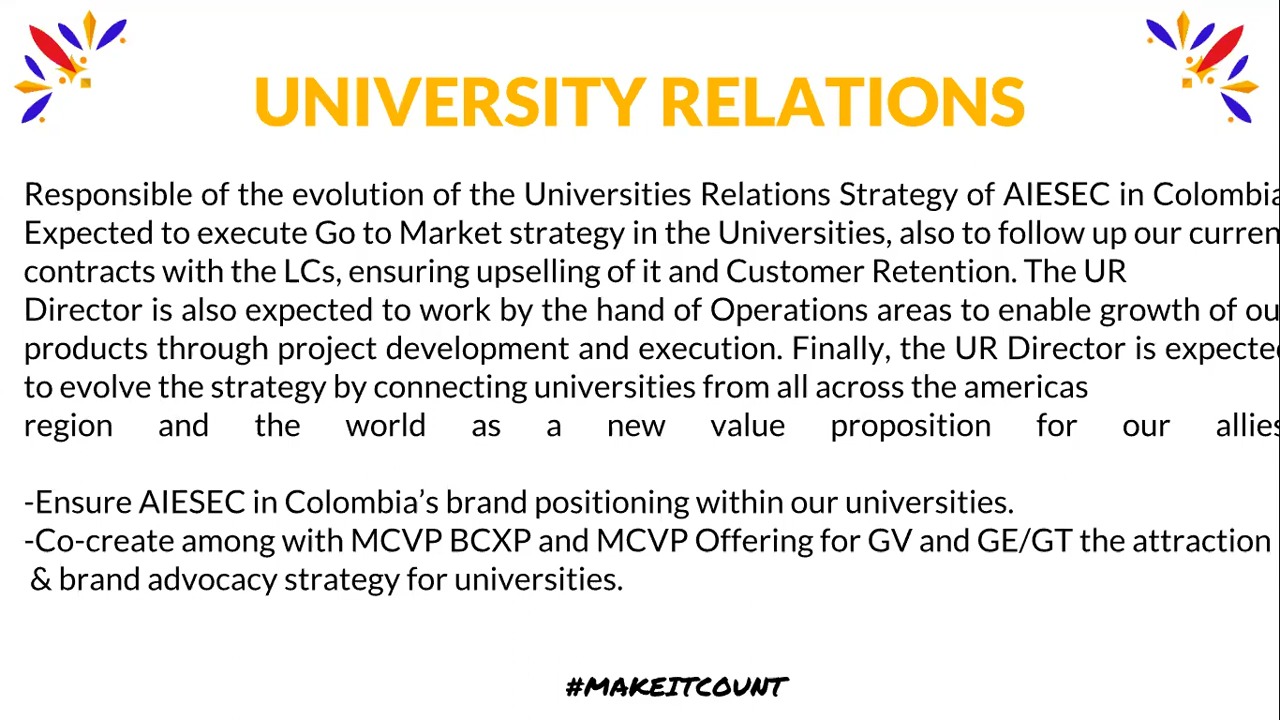 UNIVERSITY RELATIONS
Responsible of the evolution of the Universities Relations Strategy of AIESEC in Colombia
Expected to execute Go to Market strategy in the Universities, also to follow up our curren
contracts with the LCs, ensuring upselling of it and Customer Retention. The UR
Director is also expected to work by the hand of Operations areas to enable growth of ou
products through project development and execution. Finally, the UR Director is expected
to evolve the strategy by connecting universities from all across the americas
region and the world as a new value proposition for our allies
-Ensure AIESEC in Colombia’s brand positioning within our universities.
-Co-create among with MCVP BCXP and MCVP Offering for GV and GE/GT the attraction
& brand advocacy strategy for universities.
#MAKEITCOUNT